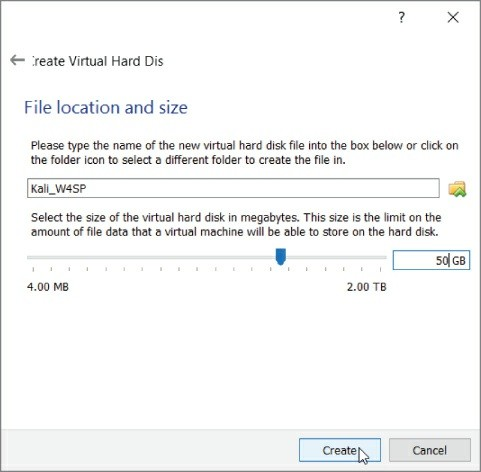 ?
Create Virtual Hard Dis
File location and size
Please type the name of the new virtual hard disk file into the box below or click on
the folder icon to select a different folder to create the file in.
Kali_W4SP
Select the size of the virtual hard disk in megabytes. This size is the limit on the
amount of file data that a virtual machine will be able to store on the hard disk.
50 GB
4.00 MB 2.00 TB
Create Cancel